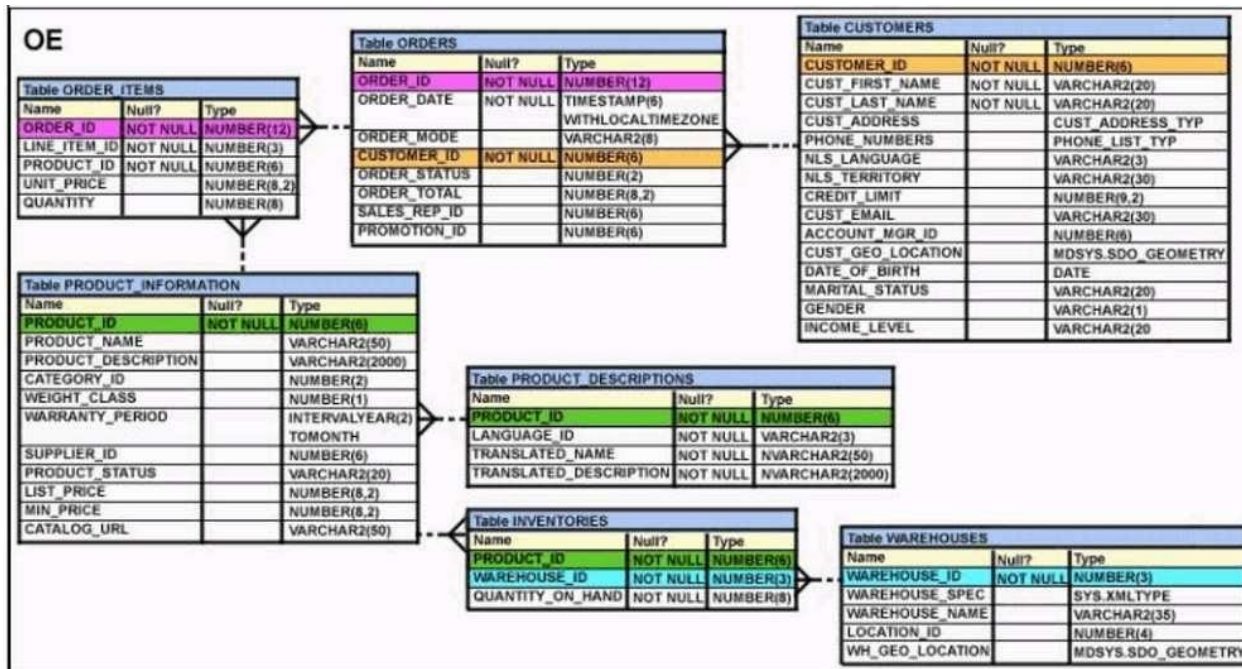 OE
Table ORDER_ITEMS
Name Null? Type
ORDER_ID NOT NULL NUMBER(12)
LINE_ITEM_ID NOT NULL NUMBER(3)
PRODUCT_ID NOT NULL NUMBER(6)
UNIT_PRICE NUMBER(8,2)
QUANTITY NUMBER(8)
Table ORDERS
Name Null? Type
ORDER_ID NOT NULL NUMBER(12)
ORDER_DATE NOT NULL TIMESTAMP(6)
WITHLOCALTIMEZONE
ORDER_MODE VARCHAR2(8)
CUSTOMER_ID NOT NULL NUMBER(6)
ORDER_STATUS NUMBER(2)
ORDER_TOTAL NUMBER(8,2)
SALES_REP_ID NUMBER(6)
PROMOTION_ID NUMBER(6)
Table CUSTOMERS
Name Null? Type
CUSTOMER_ID NOT NULL NUMBER(6)
CUST_FIRST_NAME NOT NULL VARCHAR2(20)
CUST_LAST_NAME NOT NULL VARCHAR2(20)
CUST_ADDRESS CUST_ADDRESS_TYP
PHONE_NUMBERS PHONE_LIST_TYP
NLS_LANGUAGE VARCHAR2(3)
NLS_TERRITORY VARCHAR2(30)
CREDIT_LIMIT NUMBER(9,2)
CUST_EMAIL VARCHAR2(30)
ACCOUNT_MGR_ID NUMBER(6)
CUST_GEO_LOCATION MDSYS.SDO_GEOMETRY
DATE_OF_BIRTH DATE
MARITAL_STATUS VARCHAR2(20)
GENDER VARCHAR2(1)
INCOME_LEVEL VARCHAR2(20
Table PRODUCT_INFORMATION
Name Null? Type
PRODUCT_ID NOT NULL NUMBER(6)
PRODUCT_NAME VARCHAR2(50)
PRODUCT_DESCRIPTION VARCHAR2(2000)
CATEGORY_ID NUMBER(2)
WEIGHT_CLASS NUMBER(1)
WARRANTY_PERIOD INTERVALYEAR(2)
TOMONTH
SUPPLIER_ID NUMBER(6)
PRODUCT_STATUS VARCHAR2(20)
LIST_PRICE NUMBER(8,2)
MIN_PRICE NUMBER(8,2)
CATALOG_URL VARCHAR2(50)
Table PRODUCT_DESCRIPTIONS
Name Null? Type
PRODUCT_ID NOT NULL NUMBER(6)
LANGUAGE_ID NOT NULL VARCHAR2(3)
TRANSLATED_NAME NOT NULL NVARCHAR2(50)
TRANSLATED_DESCRIPTION NOT NULL NVARCHAR2(2000)
Table INVENTORIES
Name Null? Type
PRODUCT_ID NOT NULL NUMBER(6)
WAREHOUSE_ID NOT NULL NUMBER(3)
QUANTITY_ON_HAND NOT NULL NUMBER(8)
Table WAREHOUSES
Name Null? Type
WAREHOUSE_ID NOT NULL NUMBER(3)
WAREHOUSE_SPEC SYS.XMLTYPE
WAREHOUSE_NAME VARCHAR2(35)
LOCATION_ID NUMBER(4)
WH_GEO_LOCATION MDSYS.SDO_GEOMETRY